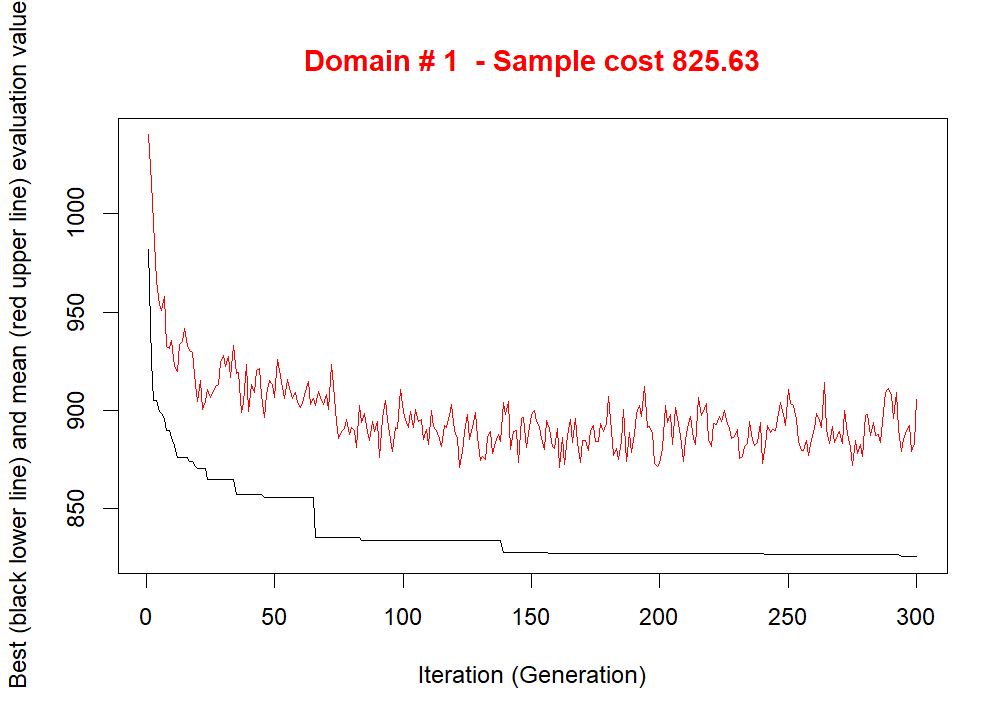 Domain # 1  - Sample cost 825.63
Best (black lower line) and mean (red upper line) evaluation value
1000
950
900
850
0 50 100 150 200 250 300
Iteration (Generation)